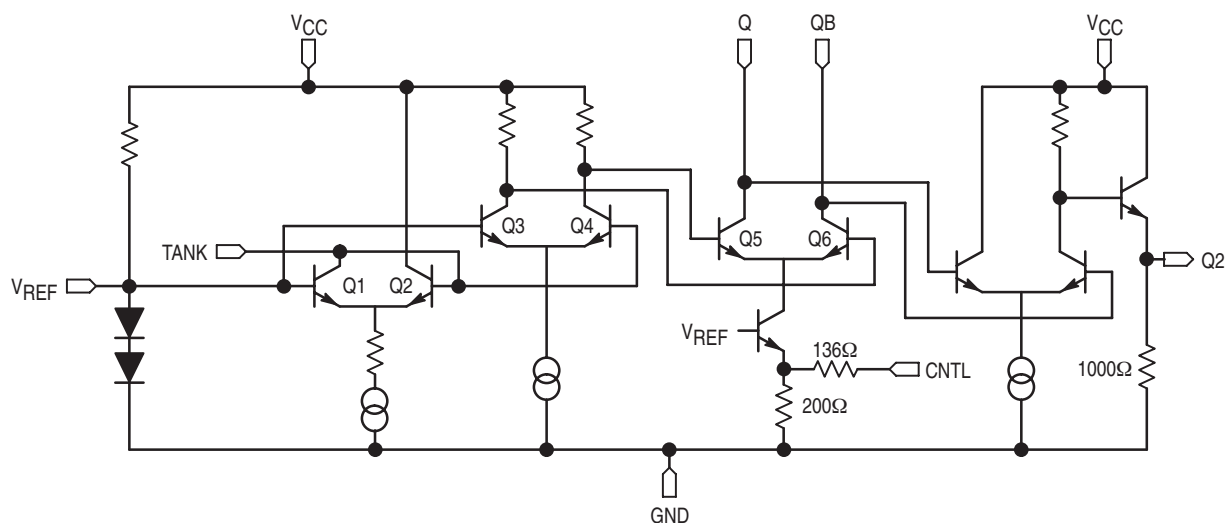 VCC
Q
QB
VCC
Q3
Q4
Q5
Q6
TANK
Q1
Q2
VREF
Q2
VREF
136Ω
CNTL
1000Ω
200Ω
GND